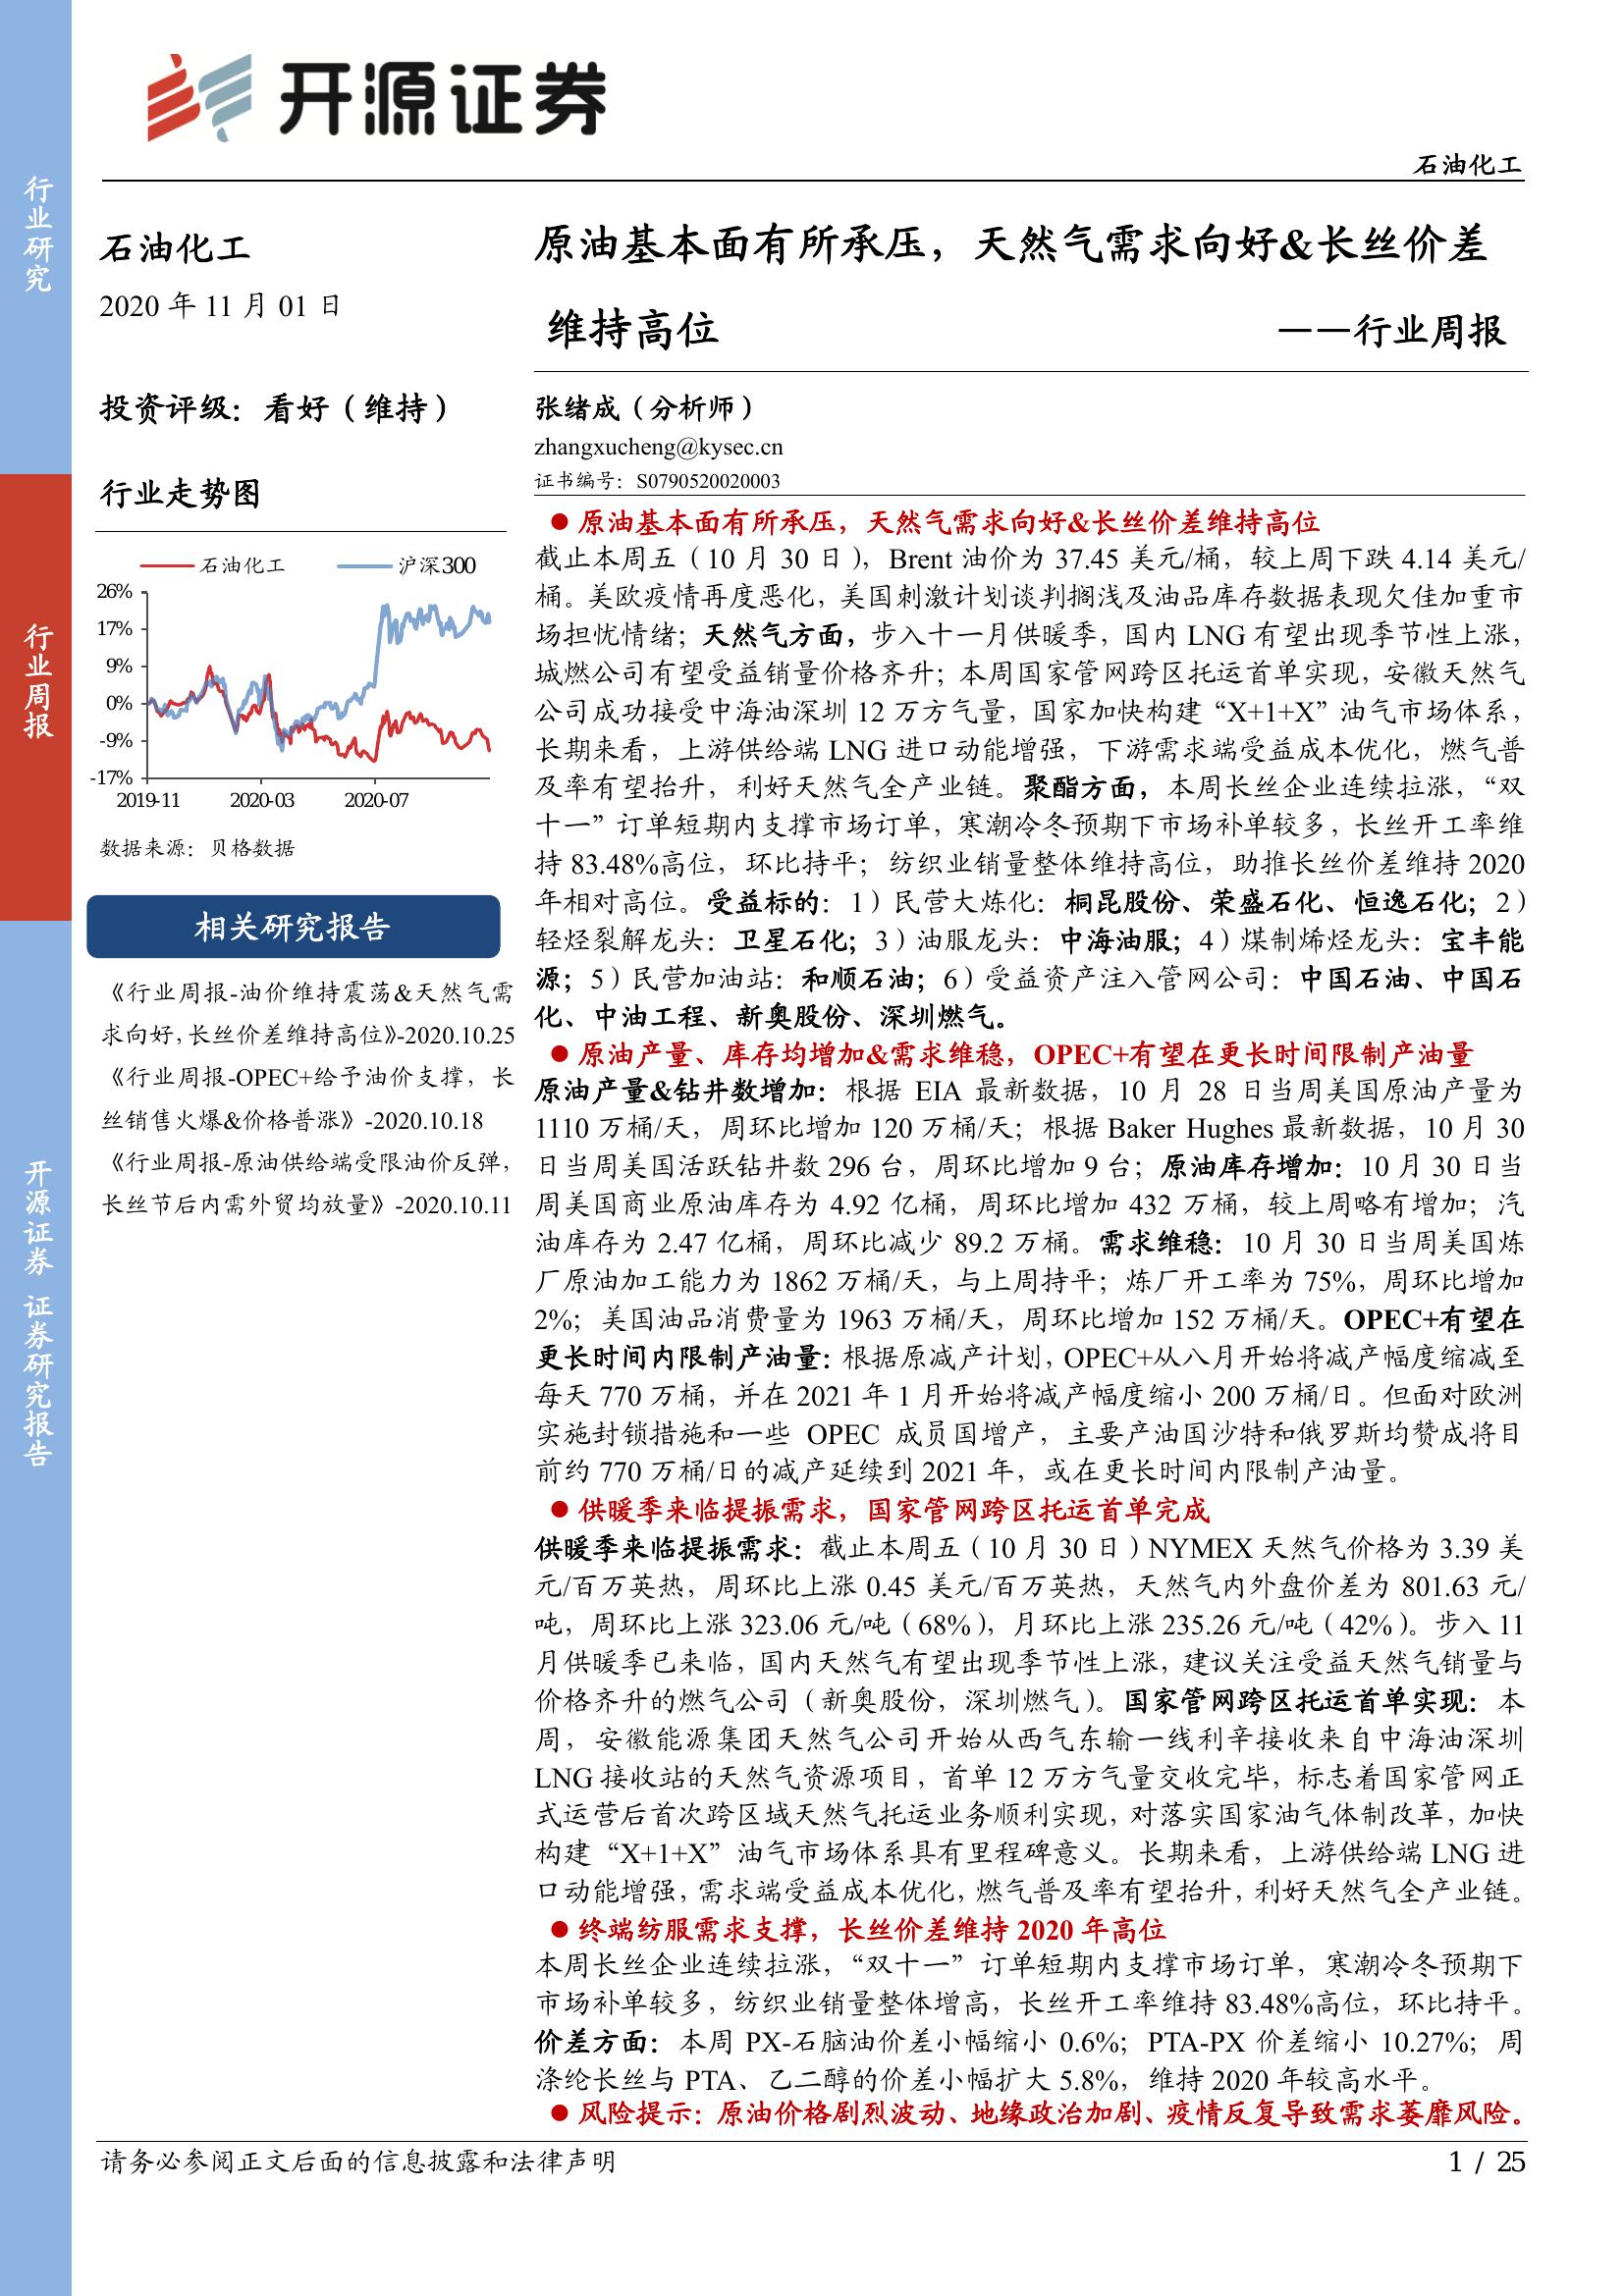 开源证券
石油化工
行业研究
行业周报
开源证券 证券研究报告
石油化工
2020 年 11 月 01 日
投资评级：看好（维持）
行业走势图
石油化工 沪深300
26%
17%
9%
0%
-9%
-17%
2019-11 2020-03 2020-07
数据来源：贝格数据
相关研究报告
《行业周报-油价维持震荡&天然气需
求向好,长丝价差维持高位》-2020.10.25
《行业周报-OPEC+给予油价支撑，长
丝销售火爆&价格普涨》-2020.10.18
《行业周报-原油供给端受限油价反弹，
长丝节后内需外贸均放量》-2020.10.11
原油基本面有所承压，天然气需求向好&长丝价差
维持高位 ——行业周报
张绪成（分析师）
zhangxucheng@kysec.cn
证书编号：S0790520020003
● 原油基本面有所承压，天然气需求向好&长丝价差维持高位
截止本周五（10 月 30 日），Brent 油价为 37.45 美元/桶，较上周下跌 4.14 美元/
桶。美欧疫情再度恶化，美国刺激计划谈判搁浅及油品库存数据表现欠佳加重市
场担忧情绪；天然气方面，步入十一月供暖季，国内 LNG 有望出现季节性上涨，
城燃公司有望受益销量价格齐升；本周国家管网跨区托运首单实现，安徽天然气
公司成功接受中海油深圳 12 万方气量，国家加快构建“X+1+X”油气市场体系，
长期来看，上游供给端 LNG 进口动能增强，下游需求端受益成本优化，燃气普
及率有望抬升，利好天然气全产业链。聚酯方面，本周长丝企业连续拉涨，“双
十一”订单短期内支撑市场订单，寒潮冷冬预期下市场补单较多，长丝开工率维
持 83.48%高位，环比持平；纺织业销量整体维持高位，助推长丝价差维持 2020
年相对高位。受益标的：1）民营大炼化：桐昆股份、荣盛石化、恒逸石化；2）
轻烃裂解龙头：卫星石化；3）油服龙头：中海油服；4）煤制烯烃龙头：宝丰能
源；5）民营加油站：和顺石油；6）受益资产注入管网公司：中国石油、中国石
化、中油工程、新奥股份、深圳燃气。
● 原油产量、库存均增加&需求维稳，OPEC+有望在更长时间限制产油量
原油产量&钻井数增加：根据 EIA 最新数据，10 月 28 日当周美国原油产量为
1110 万桶/天，周环比增加 120 万桶/天；根据 Baker Hughes 最新数据，10 月 30
日当周美国活跃钻井数 296 台，周环比增加 9 台；原油库存增加：10 月 30 日当
周美国商业原油库存为 4.92 亿桶，周环比增加 432 万桶，较上周略有增加；汽
油库存为 2.47 亿桶，周环比减少 89.2 万桶。需求维稳：10 月 30 日当周美国炼
厂原油加工能力为 1862 万桶/天，与上周持平；炼厂开工率为 75%，周环比增加
2%；美国油品消费量为 1963 万桶/天，周环比增加 152 万桶/天。OPEC+有望在
更长时间内限制产油量：根据原减产计划，OPEC+从八月开始将减产幅度缩减至
每天 770 万桶，并在 2021 年 1 月开始将减产幅度缩小 200 万桶/日。但面对欧洲
实施封锁措施和一些 OPEC 成员国增产，主要产油国沙特和俄罗斯均赞成将目
前约 770 万桶/日的减产延续到 2021 年，或在更长时间内限制产油量。
● 供暖季来临提振需求，国家管网跨区托运首单完成
供暖季来临提振需求：截止本周五（10 月 30 日）NYMEX 天然气价格为 3.39 美
元/百万英热，周环比上涨 0.45 美元/百万英热，天然气内外盘价差为 801.63 元/
吨，周环比上涨 323.06 元/吨（68%），月环比上涨 235.26 元/吨（42%）。步入 11
月供暖季已来临，国内天然气有望出现季节性上涨，建议关注受益天然气销量与
价格齐升的燃气公司（新奥股份，深圳燃气）。国家管网跨区托运首单实现：本
周，安徽能源集团天然气公司开始从西气东输一线利辛接收来自中海油深圳
LNG 接收站的天然气资源项目，首单 12 万方气量交收完毕，标志着国家管网正
式运营后首次跨区域天然气托运业务顺利实现，对落实国家油气体制改革，加快
构建“X+1+X”油气市场体系具有里程碑意义。长期来看，上游供给端 LNG 进
口动能增强，需求端受益成本优化，燃气普及率有望抬升，利好天然气全产业链。
● 终端纺服需求支撑，长丝价差维持 2020 年高位
本周长丝企业连续拉涨，“双十一”订单短期内支撑市场订单，寒潮冷冬预期下
市场补单较多，纺织业销量整体增高，长丝开工率维持 83.48%高位，环比持平。
价差方面：本周 PX-石脑油价差小幅缩小 0.6%；PTA-PX 价差缩小 10.27%；周
涤纶长丝与 PTA、乙二醇的价差小幅扩大 5.8%，维持 2020 年较高水平。
● 风险提示：原油价格剧烈波动、地缘政治加剧、疫情反复导致需求萎靡风险。
请务必参阅正文后面的信息披露和法律声明 1 / 25